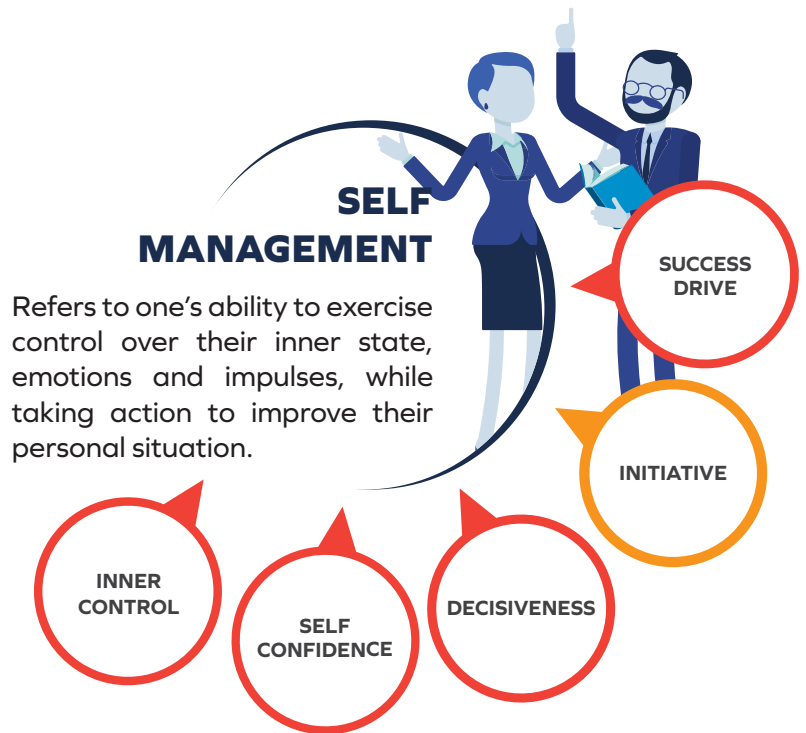 SELF
MANAGEMENT
Refers to one’s ability to exercise
control over their inner state,
emotions and impulses, while
taking action to improve their
personal situation.
SUCCESS
DRIVE
INITIATIVE
DECISIVENESS
SELF
CONFIDENCE
INNER
CONTROL